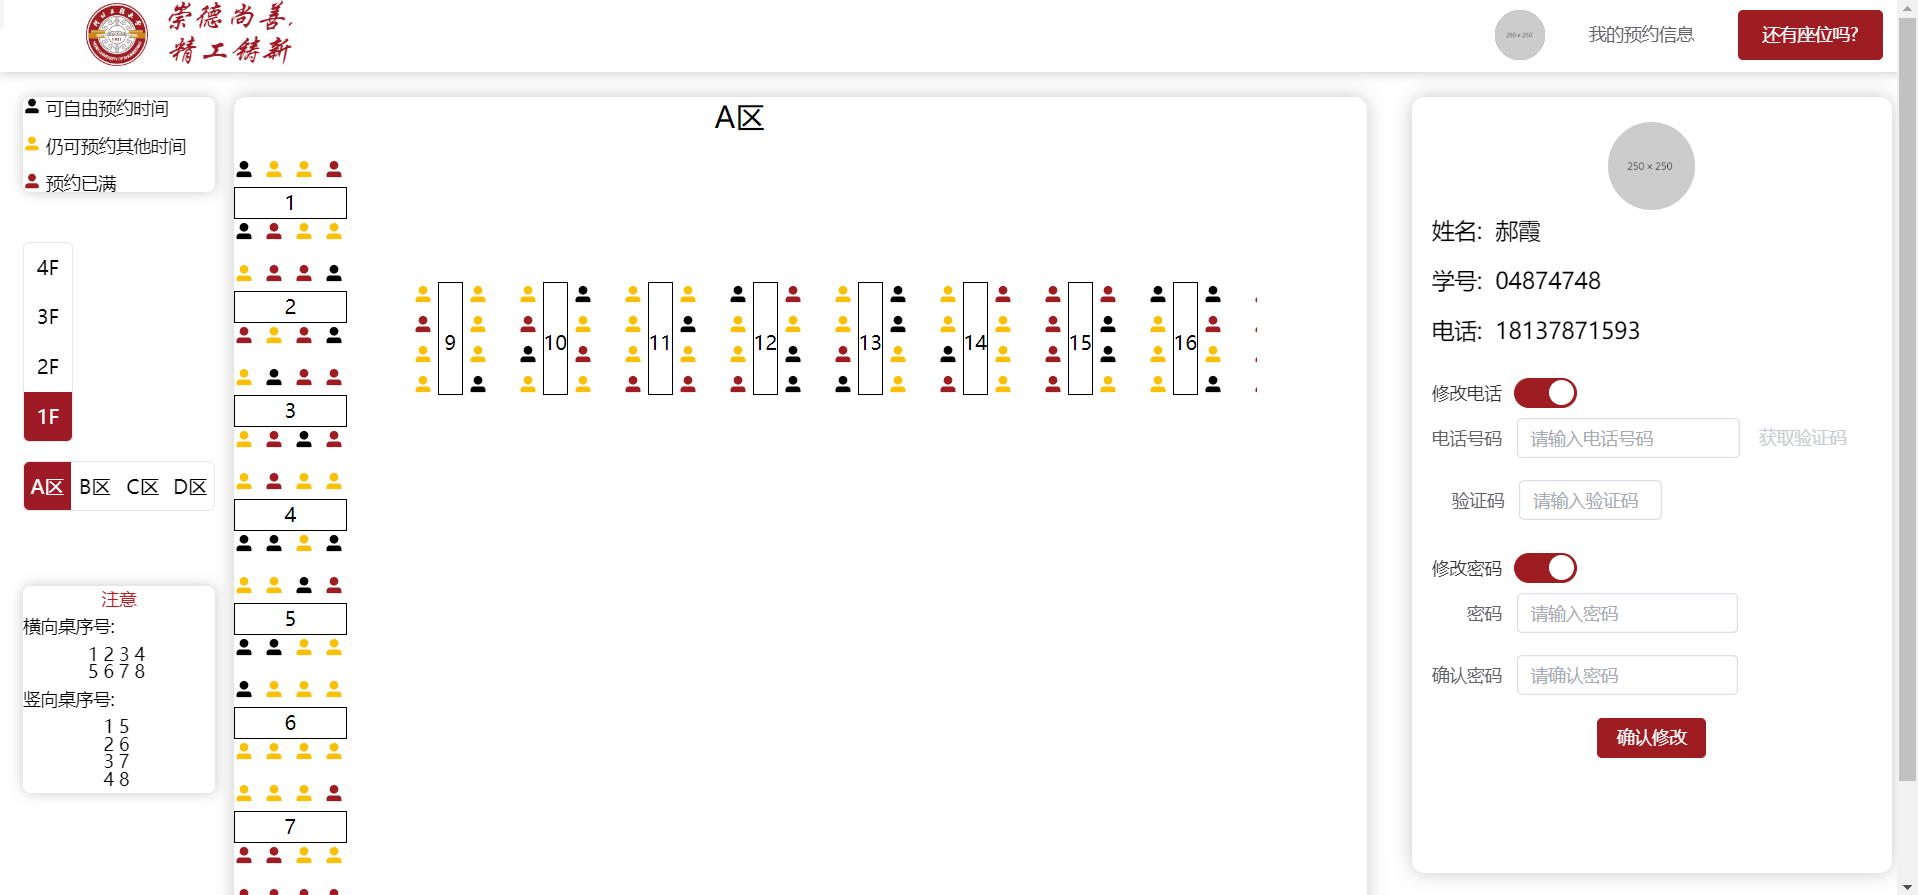 崇德尚善,
精工铸新
250 × 250
我的预约信息
还有座位吗?
可自由预约时间
仍可预约其他时间
预约已满
4F
3F
2F
1F
A区 B区 C区 D区
注意
横向桌序号:
1 2 3 4
5 6 7 8
竖向桌序号:
1 5
2 6
3 7
4 8
A区
1
2
3
4
5
6
7
9 10 11 12 13 14 15 16
250 × 250
姓名: 郝霞
学号: 04874748
电话: 18137871593
修改电话
电话号码 请输入电话号码 获取验证码
验证码 请输入验证码
修改密码
密码 请输入密码
确认密码 请确认密码
确认修改